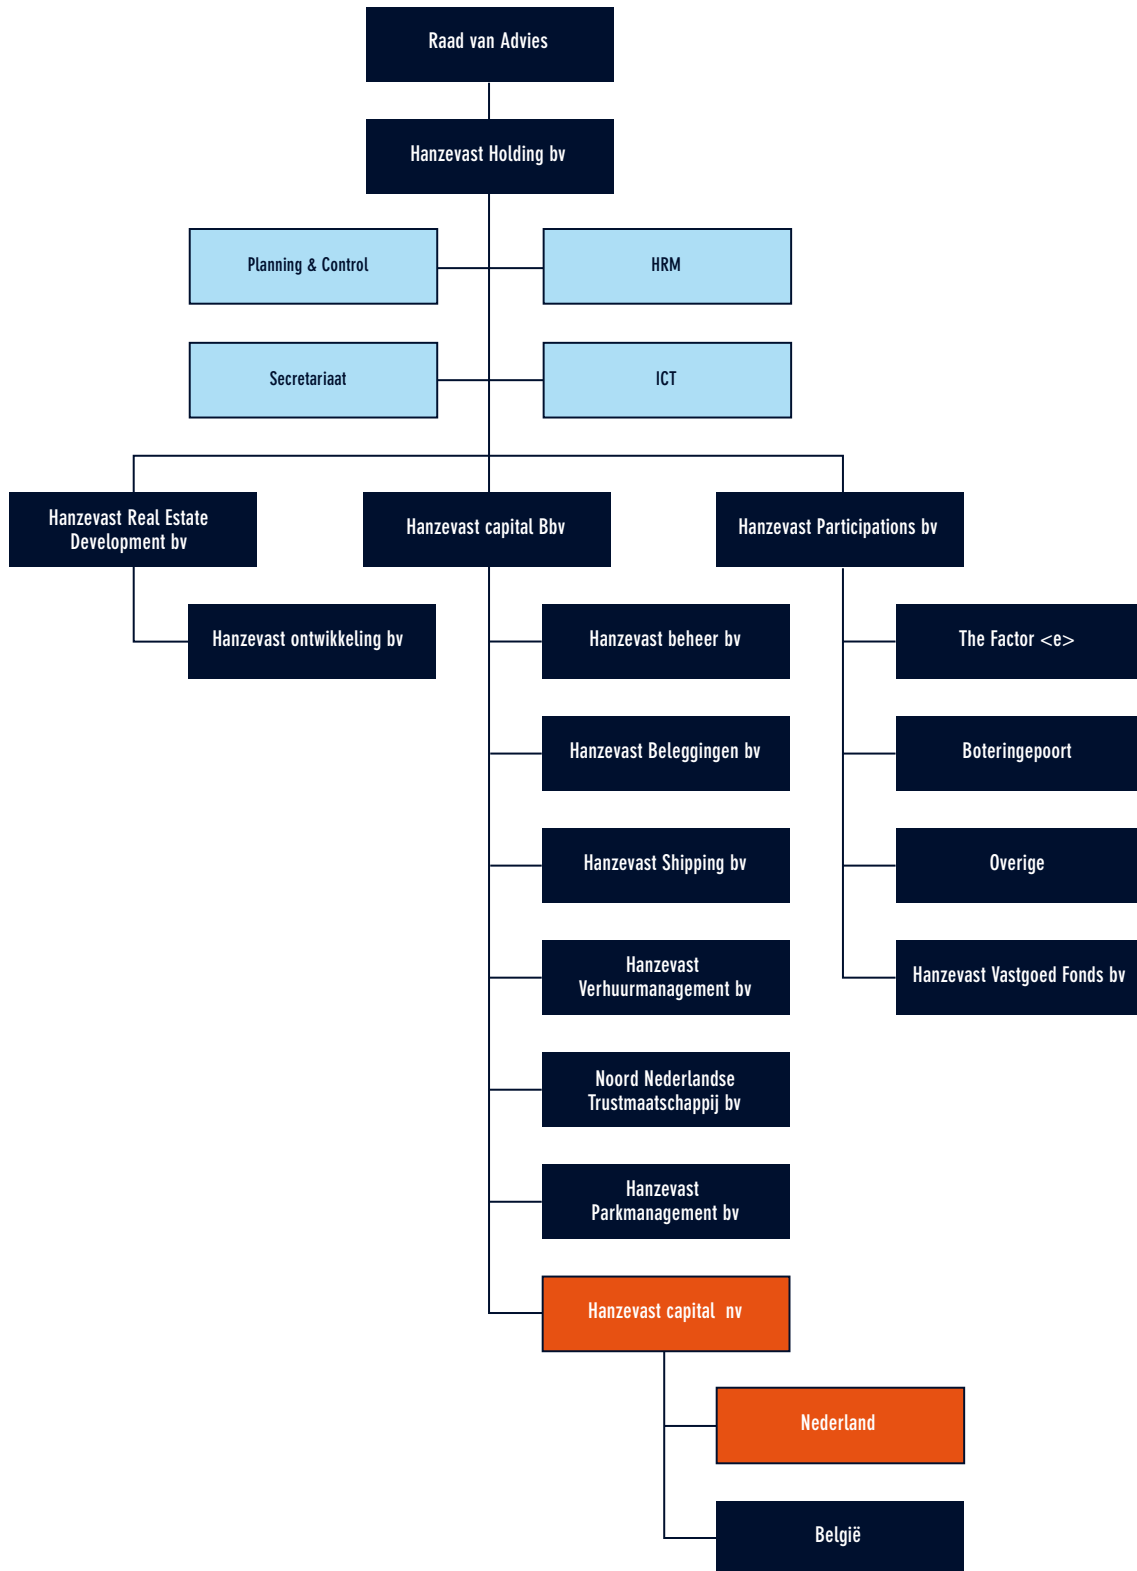 Raad van Advies
Hanzevast Holding bv
Planning & Control
HRM
Secretariaat
ICT
Hanzevast Real Estate
Development bv
Hanzevast capital Bbv
Hanzevast Participations bv
Hanzevast ontwikkeling bv
Hanzevast beheer bv
The Factor <e>
Hanzevast Beleggingen bv
Boteringepoort
Hanzevast Shipping bv
Overige
Hanzevast
Verhuurmanagement bv
Hanzevast Vastgoed Fonds bv
Noord Nederlandse
Trustmaatschappij bv
Hanzevast
Parkmanagement bv
Hanzevast capital nv
Nederland
België